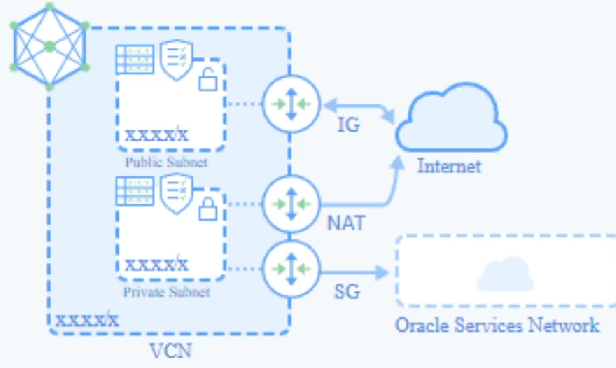 x.x.x.x/x
Public Subnet
IG
Internet
x.x.x.x/x
Private Subnet
NAT
SG
x.x.x.x/x
VCN
Oracle Services Network